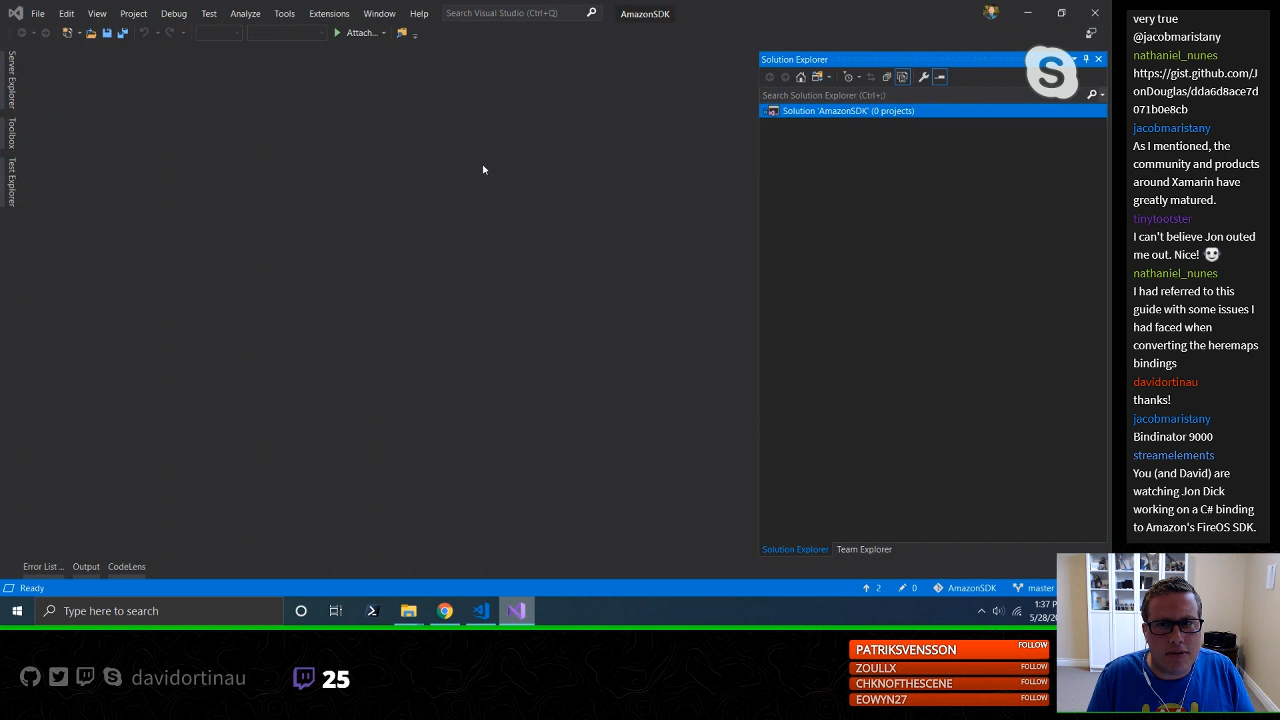 File Edit View Project Debug Test Analyze Tools Extensions Window Help Search Visual Studio (Ctrl+Q) AmazonSDK
Attach...
Server Explorer
Toolbox
Test Explorer
Solution Explorer
Search Solution Explorer (Ctrl+;)
Solution 'AmazonSDK' (0 projects)
Solution Explorer Team Explorer
Error List ... Output CodeLens
Ready 2 0 AmazonSDK master
Type here to search
1:37 P
5/28/20
davidortinau 25
PATRIKSVENSSON FOLLOW
ZOULLX FOLLOW
CHKNOFTHESCENE FOLLOW
EOWYN27 FOLLOW
very true
@jacobmaristany
nathaniel_nunes
https://gist.github.com/J
onDouglas/dda6d8ace7d
071b0e8cb
jacobmaristany
As I mentioned, the
community and products
around Xamarin have
greatly matured.
tinytootster
I can't believe Jon outed
me out. Nice!
nathaniel_nunes
I had referred to this
guide with some issues I
had faced when
converting the heremaps
bindings
davidortinau
thanks!
jacobmaristany
Bindinator 9000
streamelements
You (and David) are
watching Jon Dick
working on a C# binding
to Amazon's FireOS SDK.